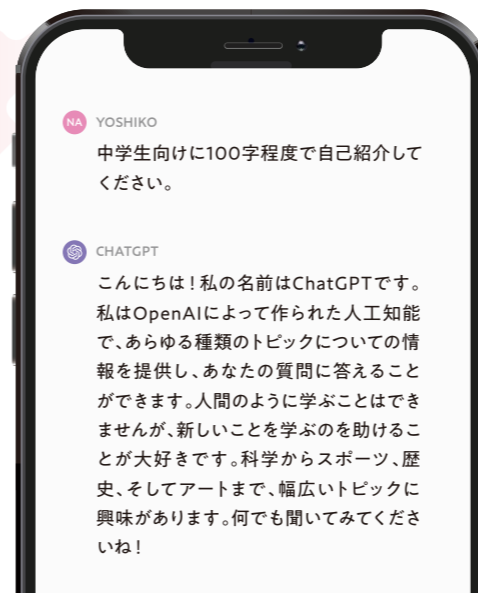 NA YOSHIKO
中学生向けに100字程度で自己紹介して
ください。
CHATGPT
こんにちは！私の名前はChatGPTです。
私はOpenAIによって作られた人工知能
で、あらゆる種類のトピックについての情
報を提供し、あなたの質問に答えること
ができます。人間のように学ぶことはでき
ませんが、新しいことを学ぶのを助けるこ
とが大好きです。科学からスポーツ、歴
史、そしてアートまで、幅広いトピックに
興味があります。何でも聞いてみてくださ
いね！